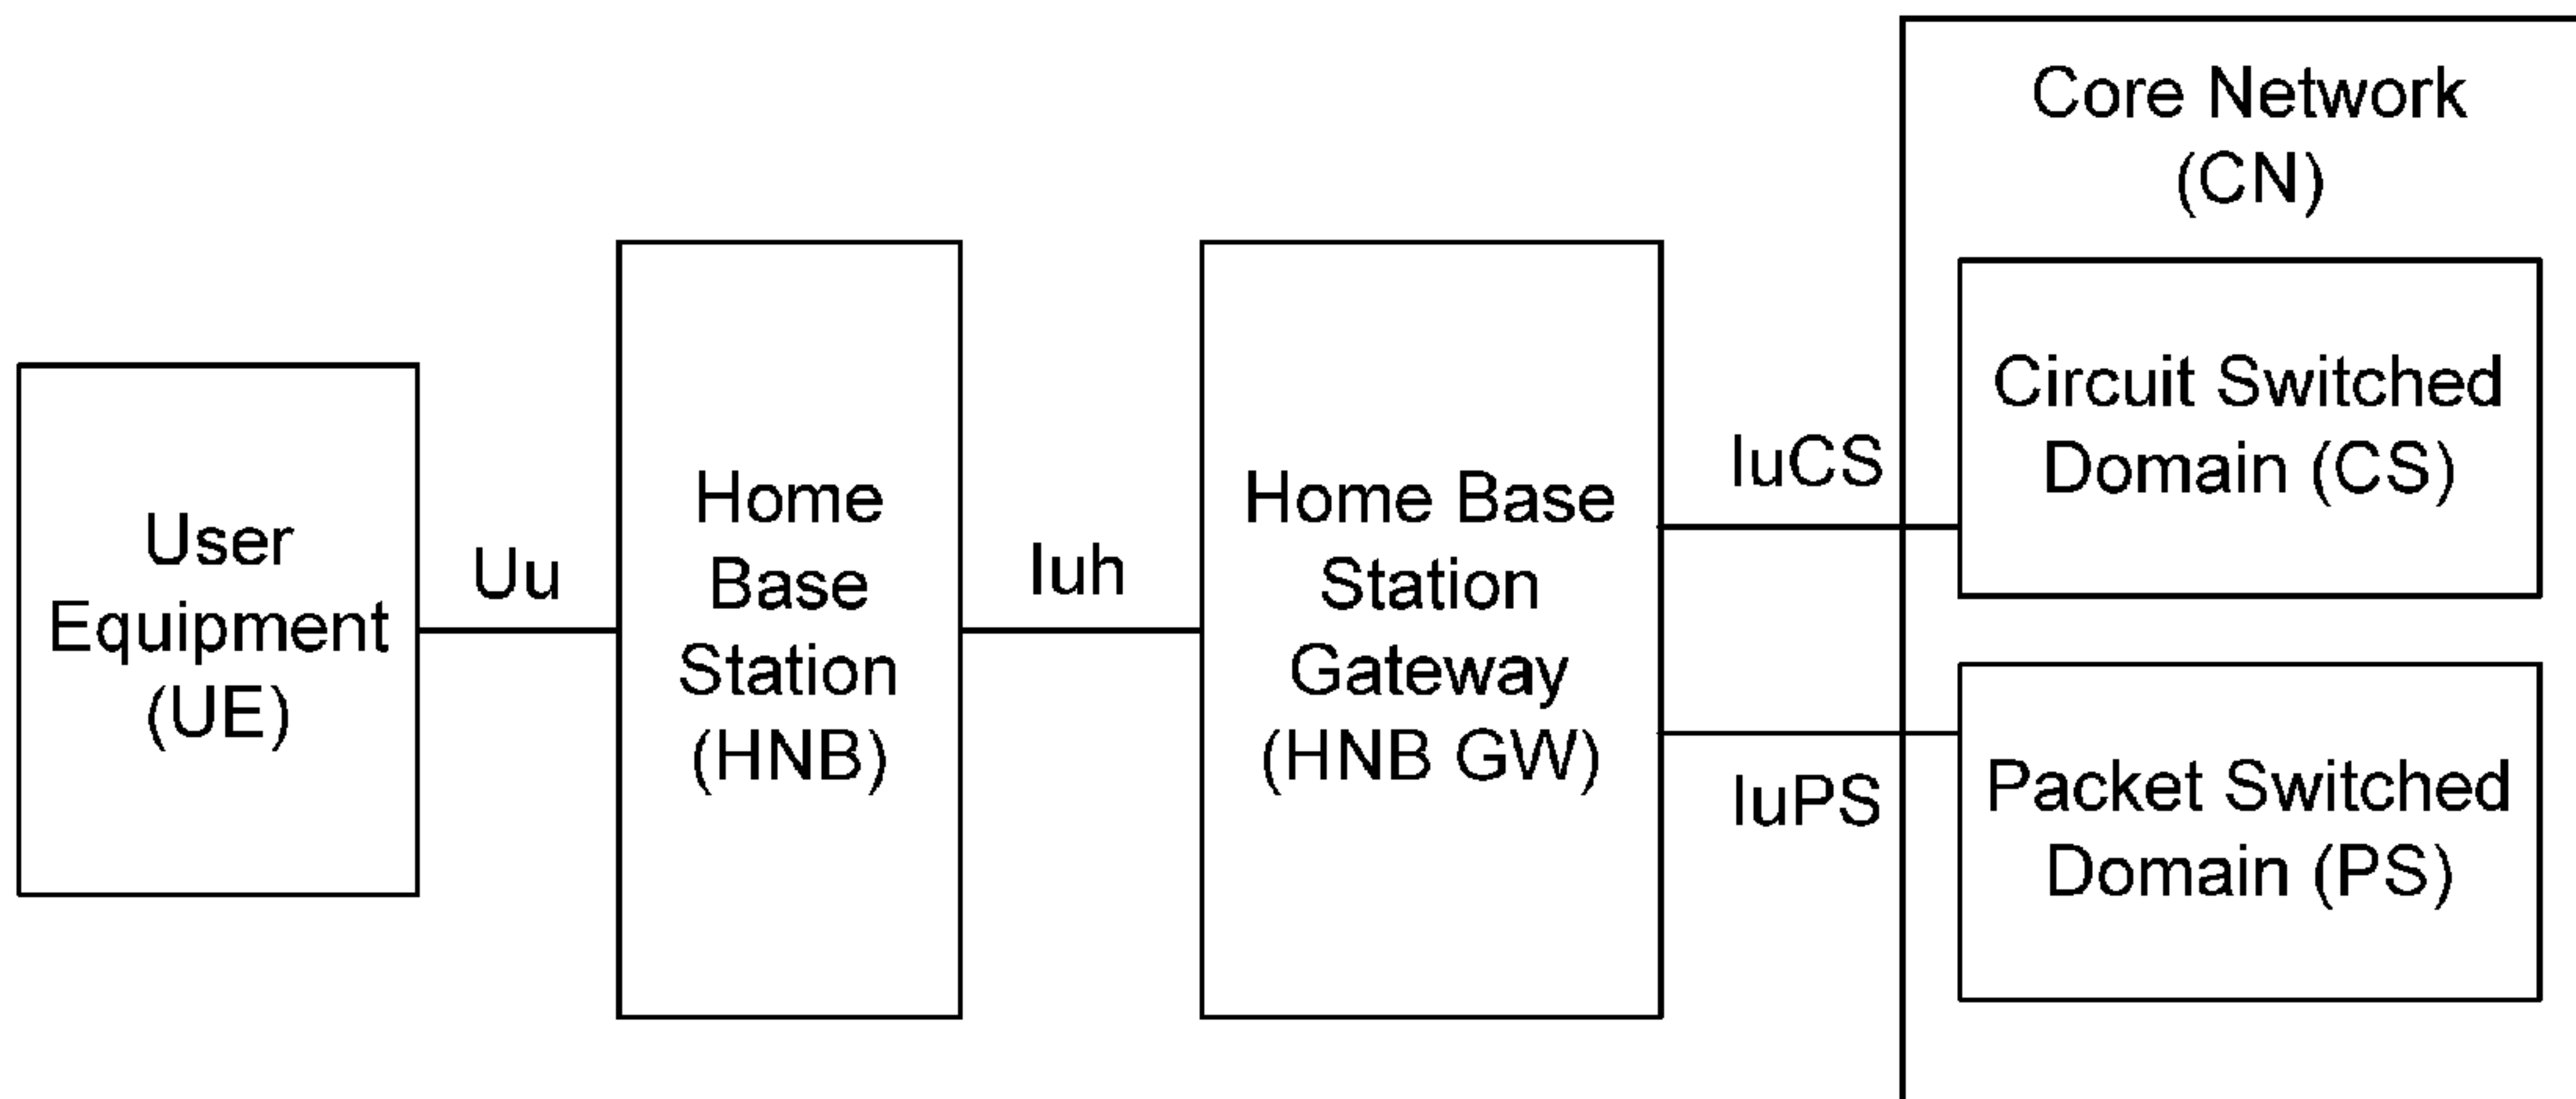 User
Equipment
(UE)
Uu
Home
Base
Station
(HNB)
Iuh
Home Base
Station
Gateway
(HNB GW)
IuCS
IuPS
Core Network
(CN)
Circuit Switched
Domain (CS)
Packet Switched
Domain (PS)